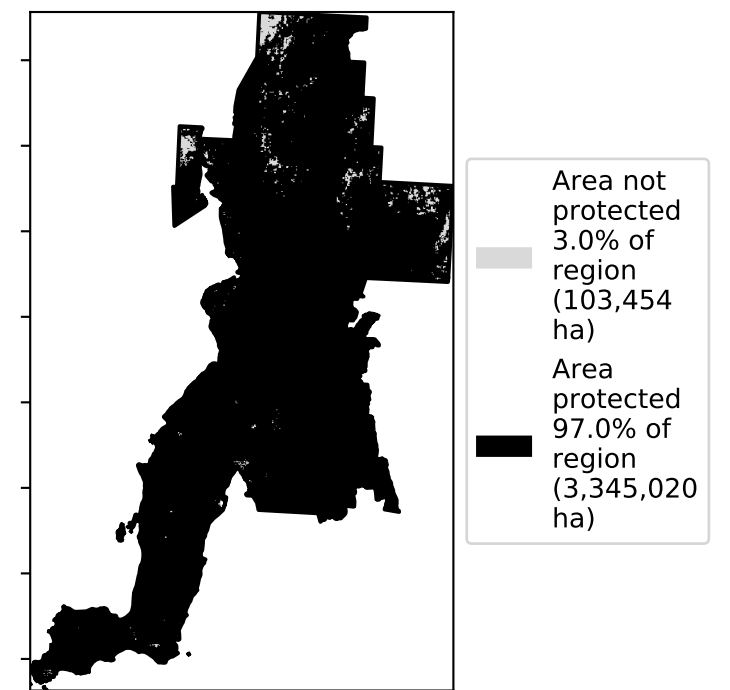 Area not
protected
3.0% of
region
(103,454
ha)
Area
protected
97.0% of
region
(3,345,020
ha)